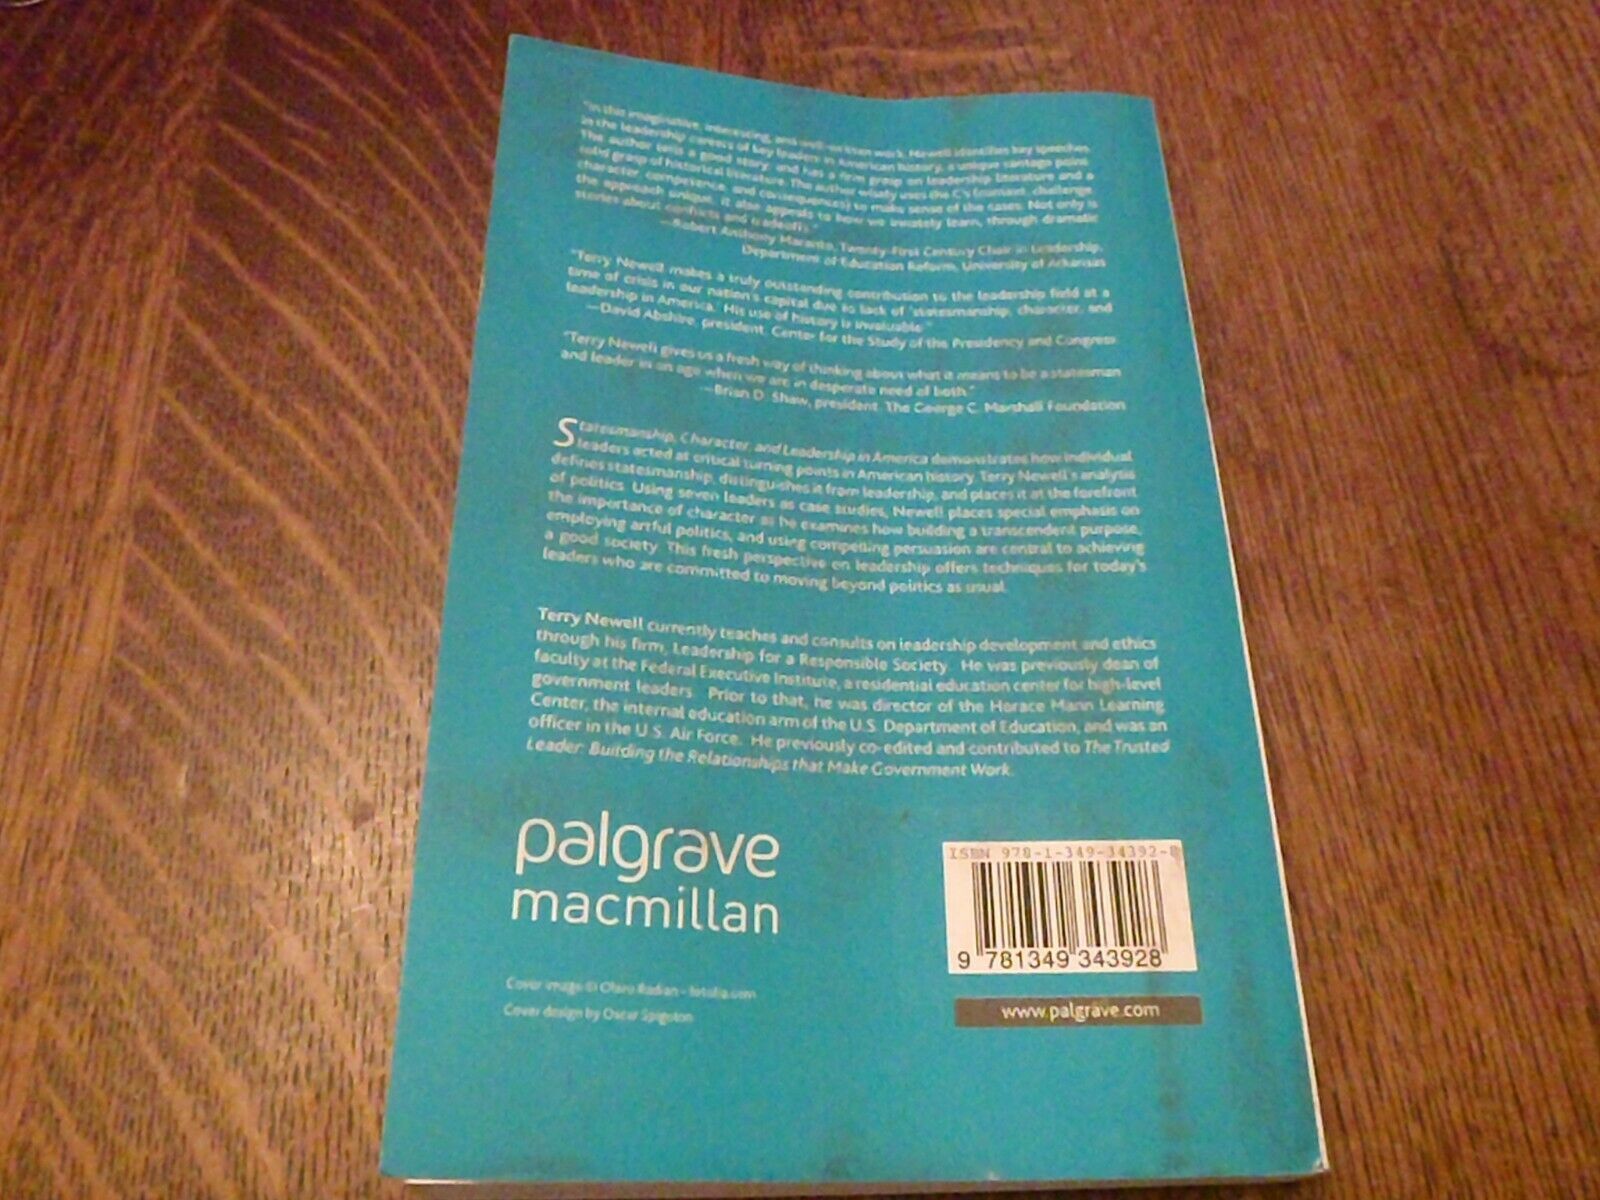 "In this imaginative, interesting, and well-written work, Newell identifies key speeches
in the leadership careers of key leaders in American history, a unique vantage point.
The author tells a good story, and has a firm grasp on leadership literature and a
solid grasp of historical literature. The author wisely uses the C's (context, challenge,
character, competence, and consequences) to make sense of the cases. Not only is
the approach unique, it also appeals to how we innately learn, through dramatic
stories about conflicts and tradeoffs."
—Robert Anthony Maranto, Twenty-First Century Chair in Leadership,
Department of Education Reform, University of Arkansas
"Terry Newell makes a truly outstanding contribution to the leadership field at a
time of crisis in our nation's capital due to lack of statesmanship, character, and
leadership in America. His use of history is invaluable."
—David Abshire, president, Center for the Study of the Presidency and Congress
"Terry Newell gives us a fresh way of thinking about what it means to be a statesman
and leader in an age when we are in desperate need of both."
—Brian D. Shaw, president, The George C. Marshall Foundation
Statesmanship, Character, and Leadership in America demonstrates how individual
leaders acted at critical turning points in American history. Terry Newell's analysis
defines statesmanship, distinguishes it from leadership, and places it at the forefront
of politics. Using seven leaders as case studies, Newell places special emphasis on
the importance of character as he examines how building a transcendent purpose,
employing artful politics, and using compelling persuasion are central to achieving
a good society. This fresh perspective on leadership offers techniques for today's
leaders who are committed to moving beyond politics as usual.
Terry Newell currently teaches and consults on leadership development and ethics
through his firm, Leadership for a Responsible Society. He was previously dean of
faculty at the Federal Executive Institute, a residential education center for high-level
government leaders. Prior to that, he was director of the Horace Mann Learning
Center, the internal education arm of the U.S. Department of Education, and was an
officer in the U.S. Air Force. He previously co-edited and contributed to The Trusted
Leader: Building the Relationships that Make Government Work.
palgrave
macmillan
ISBN 978-1-349-34392-8
9 781349 343928
www.palgrave.com
Cover image © Radian - fotolia.com
Cover design by Oscar Spigolon